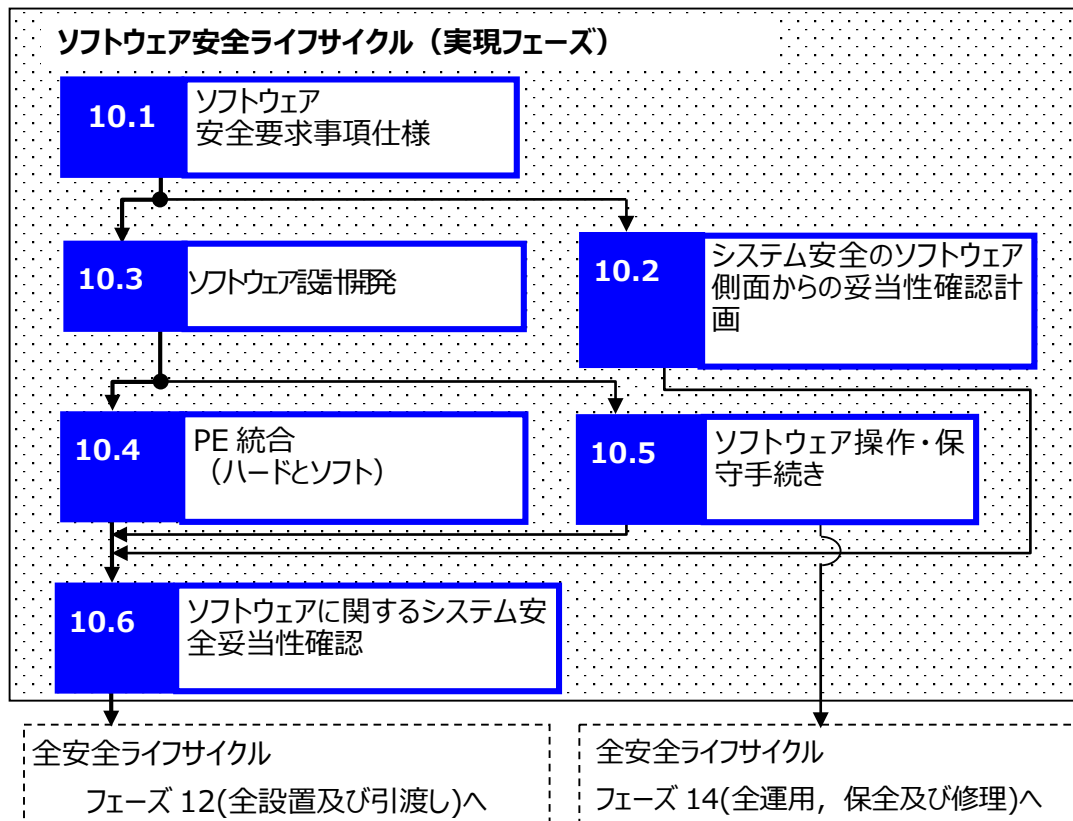 ソフトウェア安全ライフサイクル（実現フェーズ）
10.1
ソフトウェア
安全要求事項仕様
10.3
ソフトウェア設計開発
10.2
システム安全のソフトウェア
側面からの妥当性確認計
画
10.4
PE 統合
（ハードとソフト）
10.5
ソフトウェア操作・保
守手続き
10.6
ソフトウェアに関するシステム安
全妥当性確認
全安全ライフサイクル
フェーズ 12(全設置及び引渡し)へ
全安全ライフサイクル
フェーズ 14(全運用，保全及び修理)へ